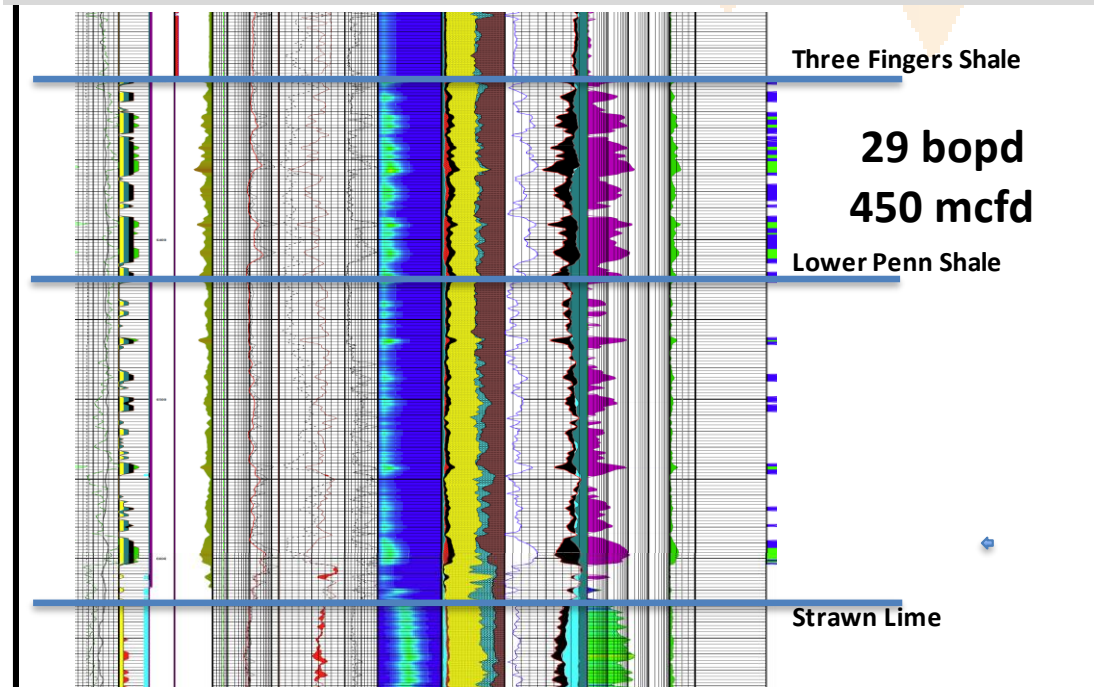 Three Fingers Shale
29 bopd
450 mcfd
Lower Penn Shale
Strawn Lime